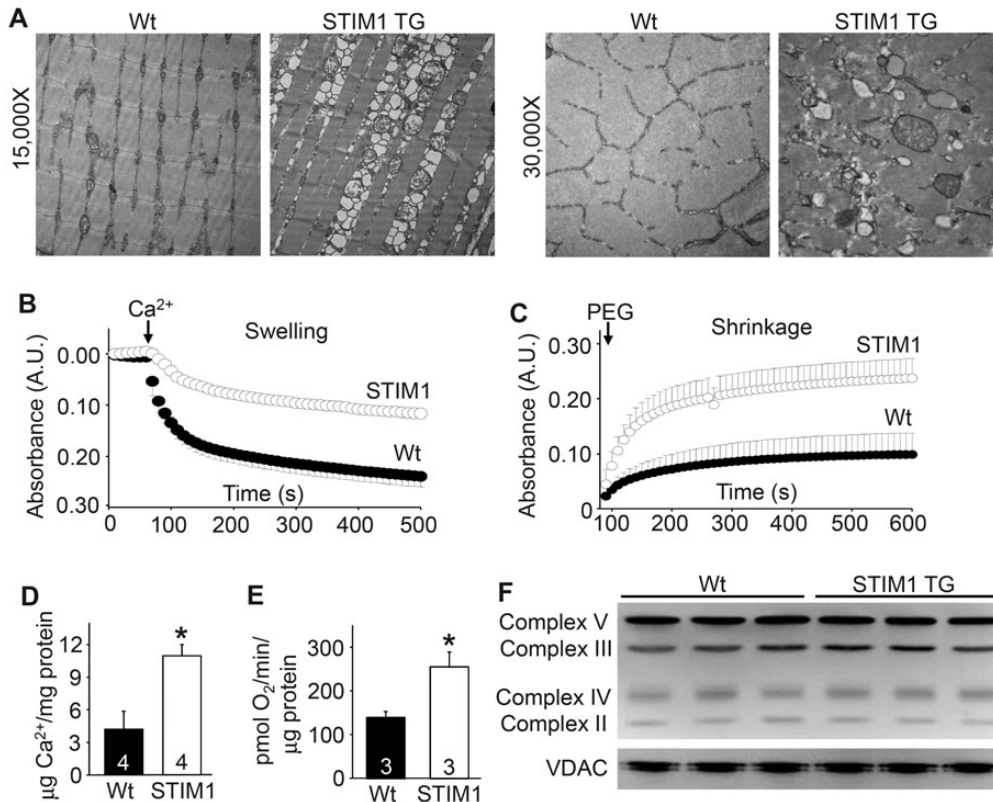 A
Wt
STIM1 TG
Wt
STIM1 TG
15,000X
30,000X
B
Ca²⁺
Swelling
Absorbance (A.U.)
0.00
0.10
0.20
0.30
STIM1
Wt
Time (s)
0 100 200 300 400 500
C
PEG
Shrinkage
Absorbance (A.U.)
0.30
0.20
0.10
0
STIM1
Wt
Time (s)
100 200 300 400 500 600
D
µg Ca²⁺/mg protein
12
9
6
3
0
*
4
4
Wt STIM1
E
pmol O₂/min/
µg protein
300
200
100
0
*
3
3
Wt STIM1
F
Wt
STIM1 TG
Complex V
Complex III
Complex IV
Complex II
VDAC